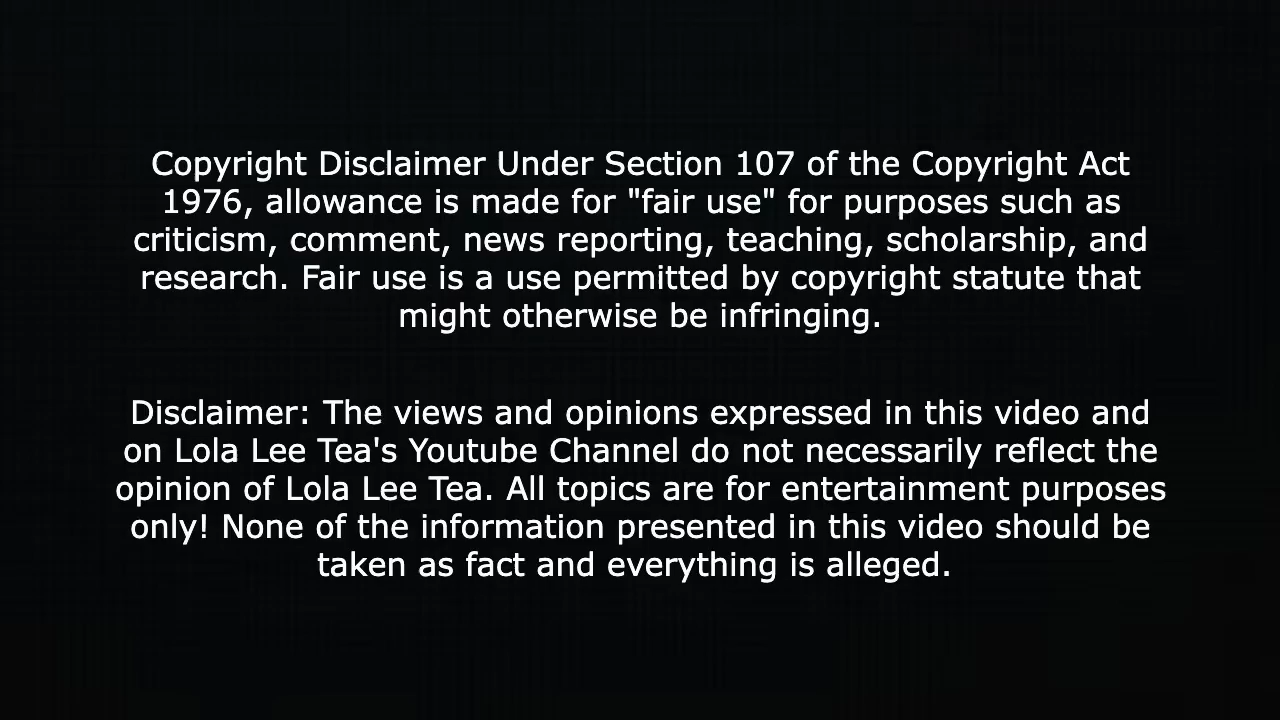 Copyright Disclaimer Under Section 107 of the Copyright Act
1976, allowance is made for "fair use" for purposes such as
criticism, comment, news reporting, teaching, scholarship, and
research. Fair use is a use permitted by copyright statute that
might otherwise be infringing.
Disclaimer: The views and opinions expressed in this video and
on Lola Lee Tea's Youtube Channel do not necessarily reflect the
opinion of Lola Lee Tea. All topics are for entertainment purposes
only! None of the information presented in this video should be
taken as fact and everything is alleged.